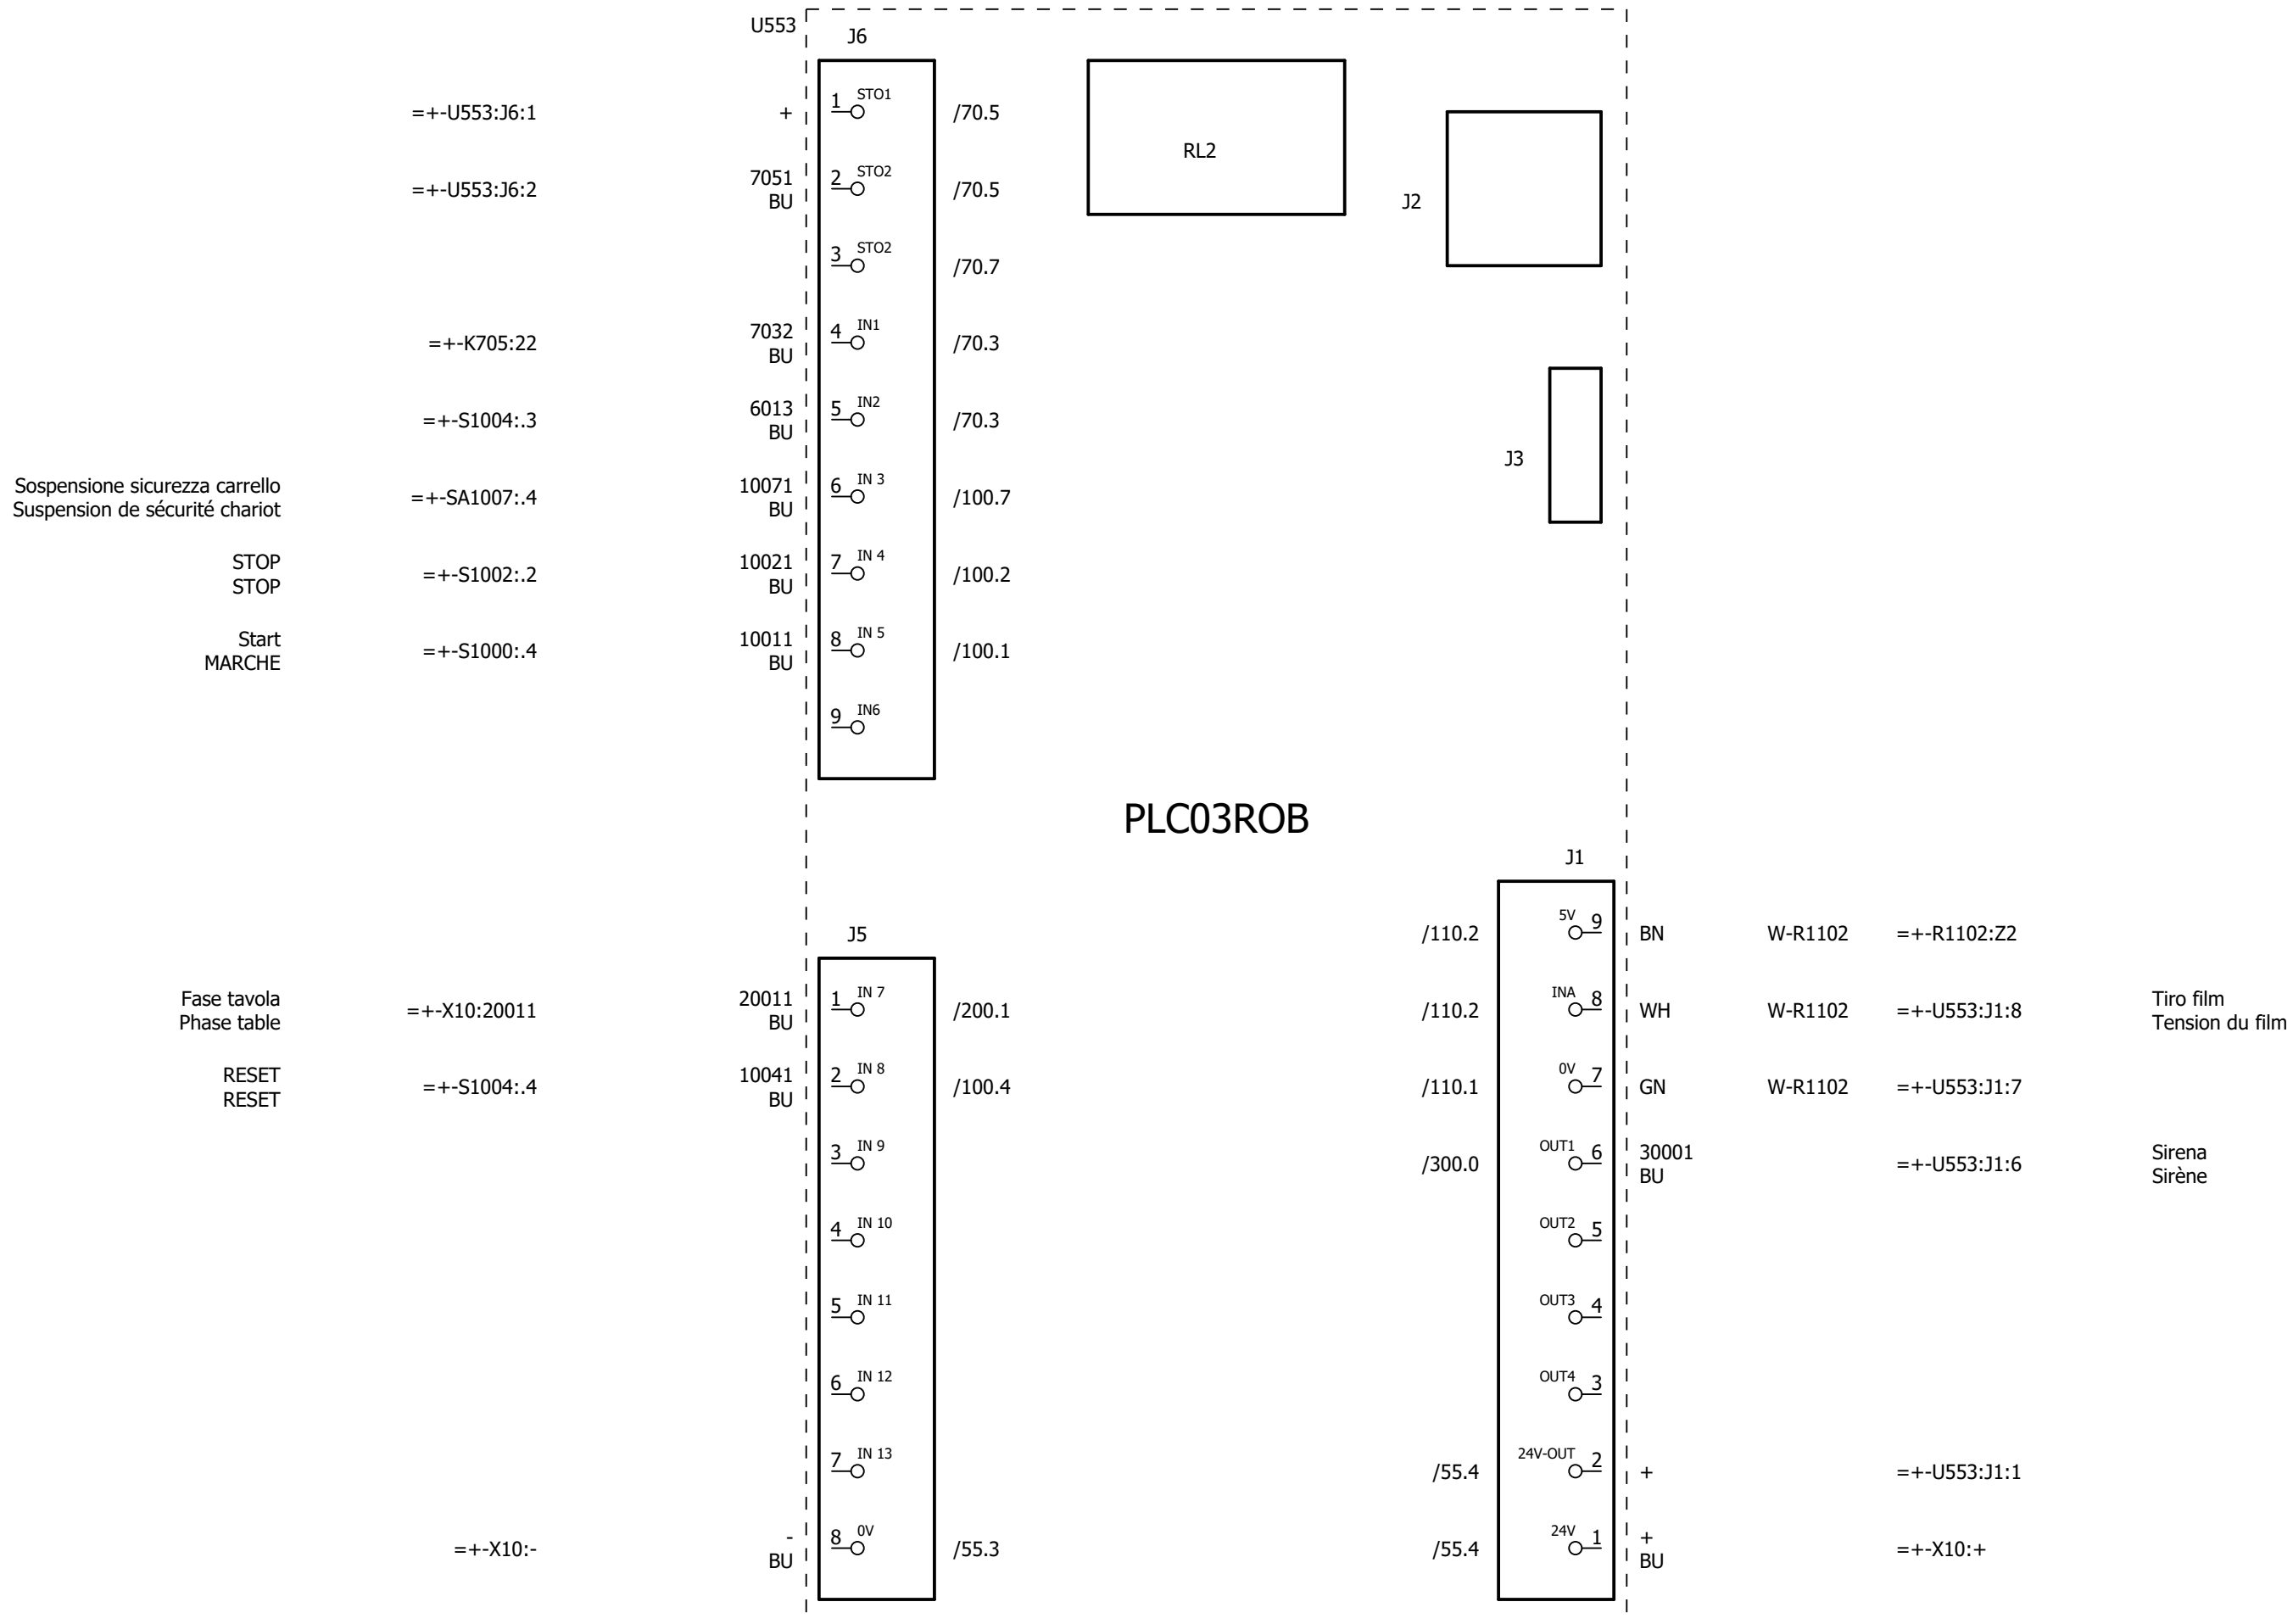 U553
J6
=+-U553:J6:1 + 1 STO1 /70.5
RL2
J2
=+-U553:J6:2 7051 BU 2 STO2 /70.5
3 STO2 /70.7
=+-K705:22 7032 BU 4 IN1 /70.3
=+-S1004:.3 6013 BU 5 IN2 /70.3
J3
Sospensione sicurezza carrello
Suspension de sécurité chariot
=+-SA1007:.4 10071 BU 6 IN 3 /100.7
STOP
STOP
=+-S1002:.2 10021 BU 7 IN 4 /100.2
Start
MARCHE
=+-S1000:.4 10011 BU 8 IN 5 /100.1
9 IN6
PLC03ROB
J1
/110.2 5V 9 BN W-R1102 =+-R1102:Z2
J5
Fase tavola
Phase table
=+-X10:20011 20011 BU 1 IN 7 /200.1
/110.2 INA 8 WH W-R1102 =+-U553:J1:8
Tiro film
Tension du film
RESET
RESET
=+-S1004:.4 10041 BU 2 IN 8 /100.4
/110.1 0V 7 GN W-R1102 =+-U553:J1:7
3 IN 9
/300.0 OUT1 6 30001 BU =+-U553:J1:6
Sirena
Sirène
4 IN 10
OUT2 5
5 IN 11
OUT3 4
6 IN 12
OUT4 3
7 IN 13
/55.4 24V-OUT 2 + =+-U553:J1:1
=+-X10:- - BU 8 0V /55.3
/55.4 24V 1 + BU =+-X10:+